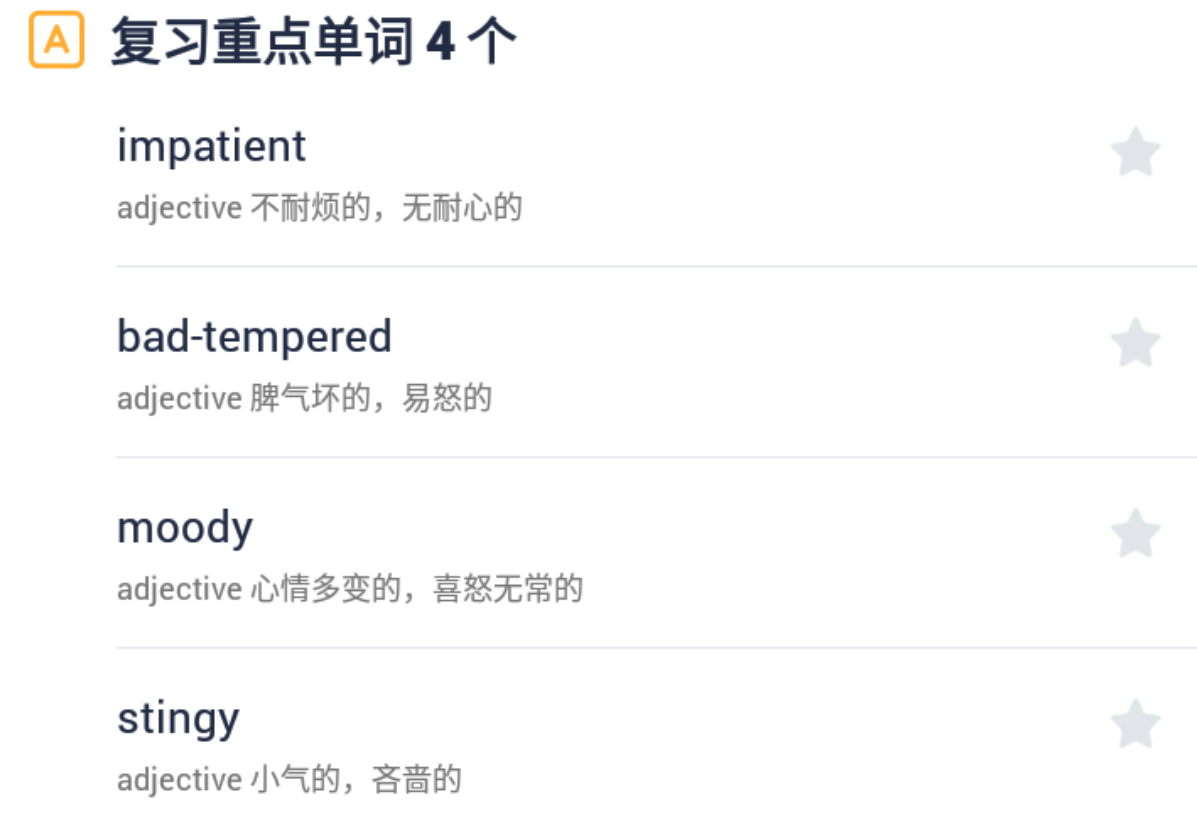 A 复习重点单词 4 个
impatient
adjective 不耐烦的，无耐心的
bad-tempered
adjective 脾气坏的，易怒的
moody
adjective 心情多变的，喜怒无常的
stingy
adjective 小气的，吝啬的